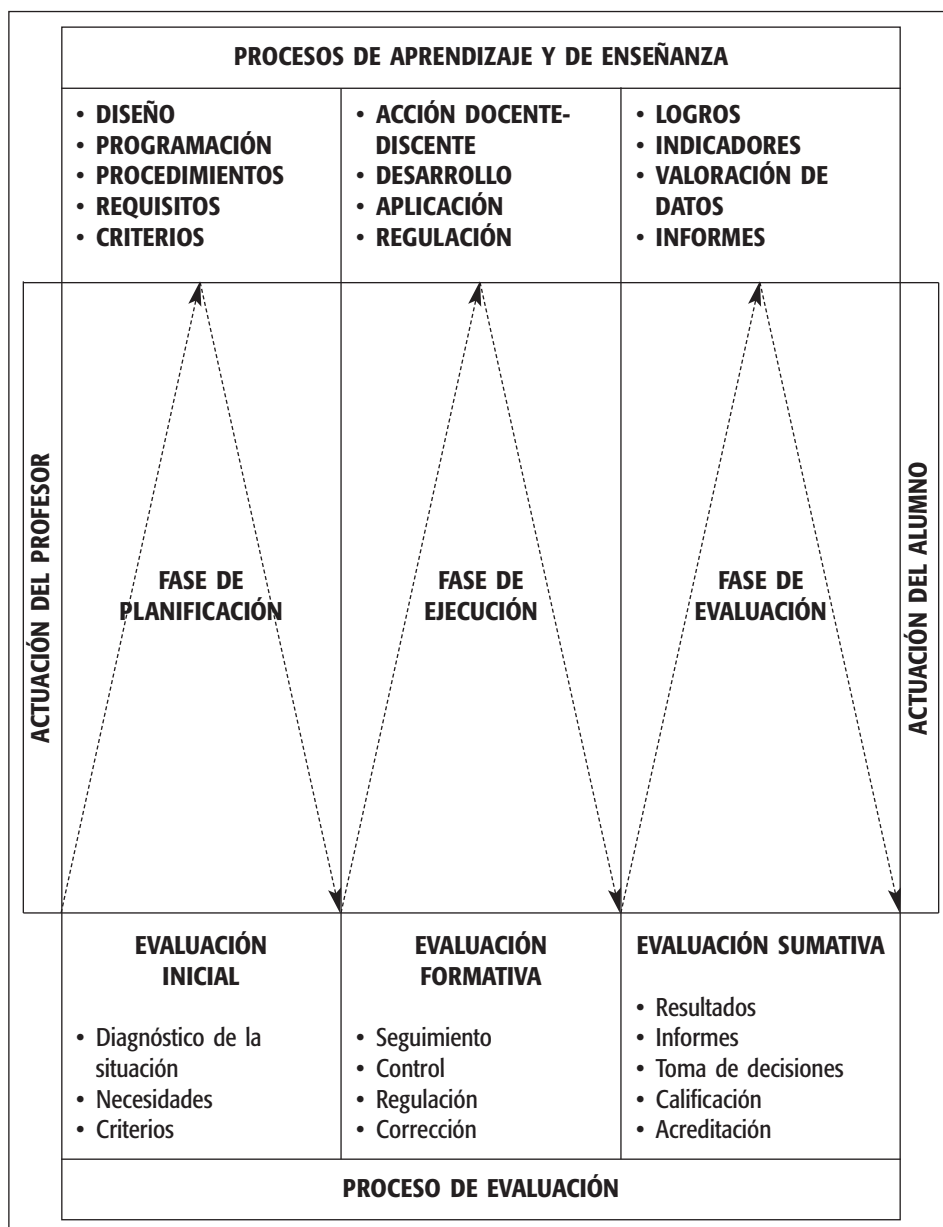 PROCESOS DE APRENDIZAJE Y DE ENSEÑANZA
• DISEÑO
• PROGRAMACIÓN
• PROCEDIMIENTOS
• REQUISITOS
• CRITERIOS
• ACCIÓN DOCENTE-
DISCENTE
• DESARROLLO
• APLICACIÓN
• REGULACIÓN
• LOGROS
• INDICADORES
• VALORACIÓN DE
DATOS
• INFORMES
ACTUACIÓN DEL PROFESOR
FASE DE
PLANIFICACIÓN
FASE DE
EJECUCIÓN
FASE DE
EVALUACIÓN
ACTUACIÓN DEL ALUMNO
EVALUACIÓN
INICIAL
• Diagnóstico de la
situación
• Necesidades
• Criterios
EVALUACIÓN
FORMATIVA
• Seguimiento
• Control
• Regulación
• Corrección
EVALUACIÓN SUMATIVA
• Resultados
• Informes
• Toma de decisiones
• Calificación
• Acreditación
PROCESO DE EVALUACIÓN